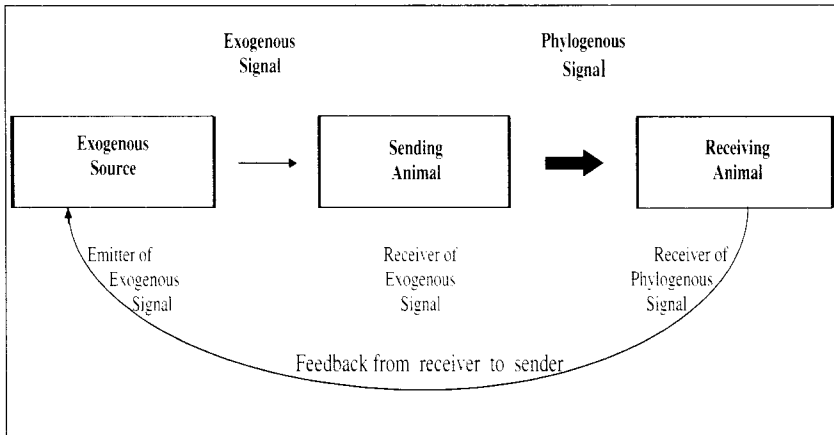 Exogenous
Signal
Phylogenous
Signal
Exogenous
Source
Sending
Animal
Receiving
Animal
Emitter of
Exogenous
Signal
Receiver of
Exogenous
Signal
Receiver of
Phylogenous
Signal
Feedback from receiver to sender